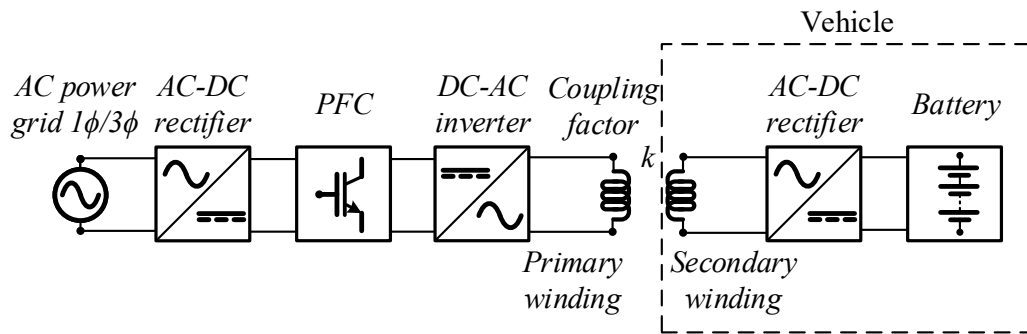 Vehicle
AC power
grid 1ϕ/3ϕ
AC-DC
rectifier
PFC
DC-AC
inverter
Coupling
factor
k
AC-DC
rectifier
Battery
Primary
winding
Secondary
winding